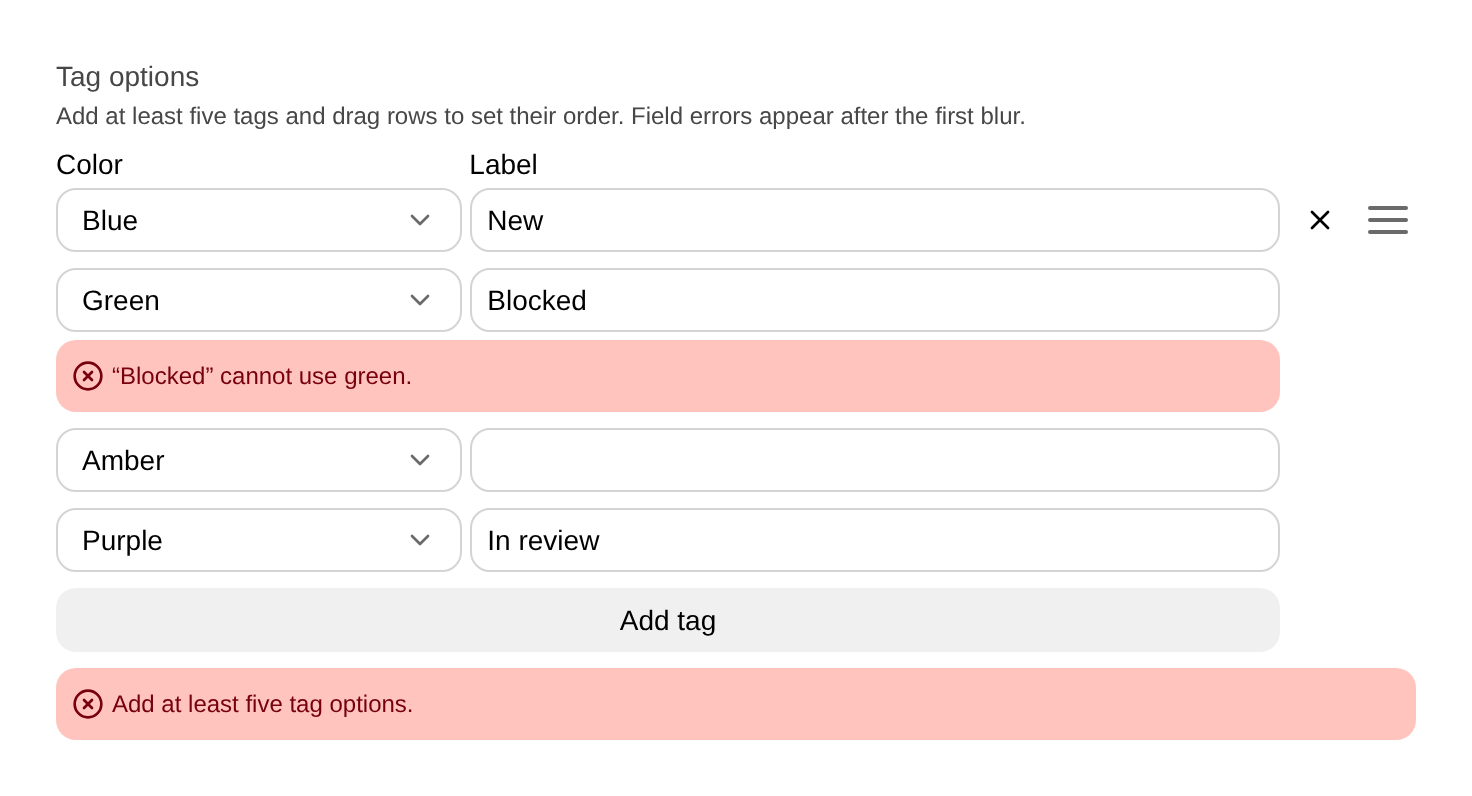 Tag options
Add at least five tags and drag rows to set their order. Field errors appear after the first blur.
Color Label
Blue New
Green Blocked
“Blocked” cannot use green.
Amber
Purple In review
Add tag
Add at least five tag options.